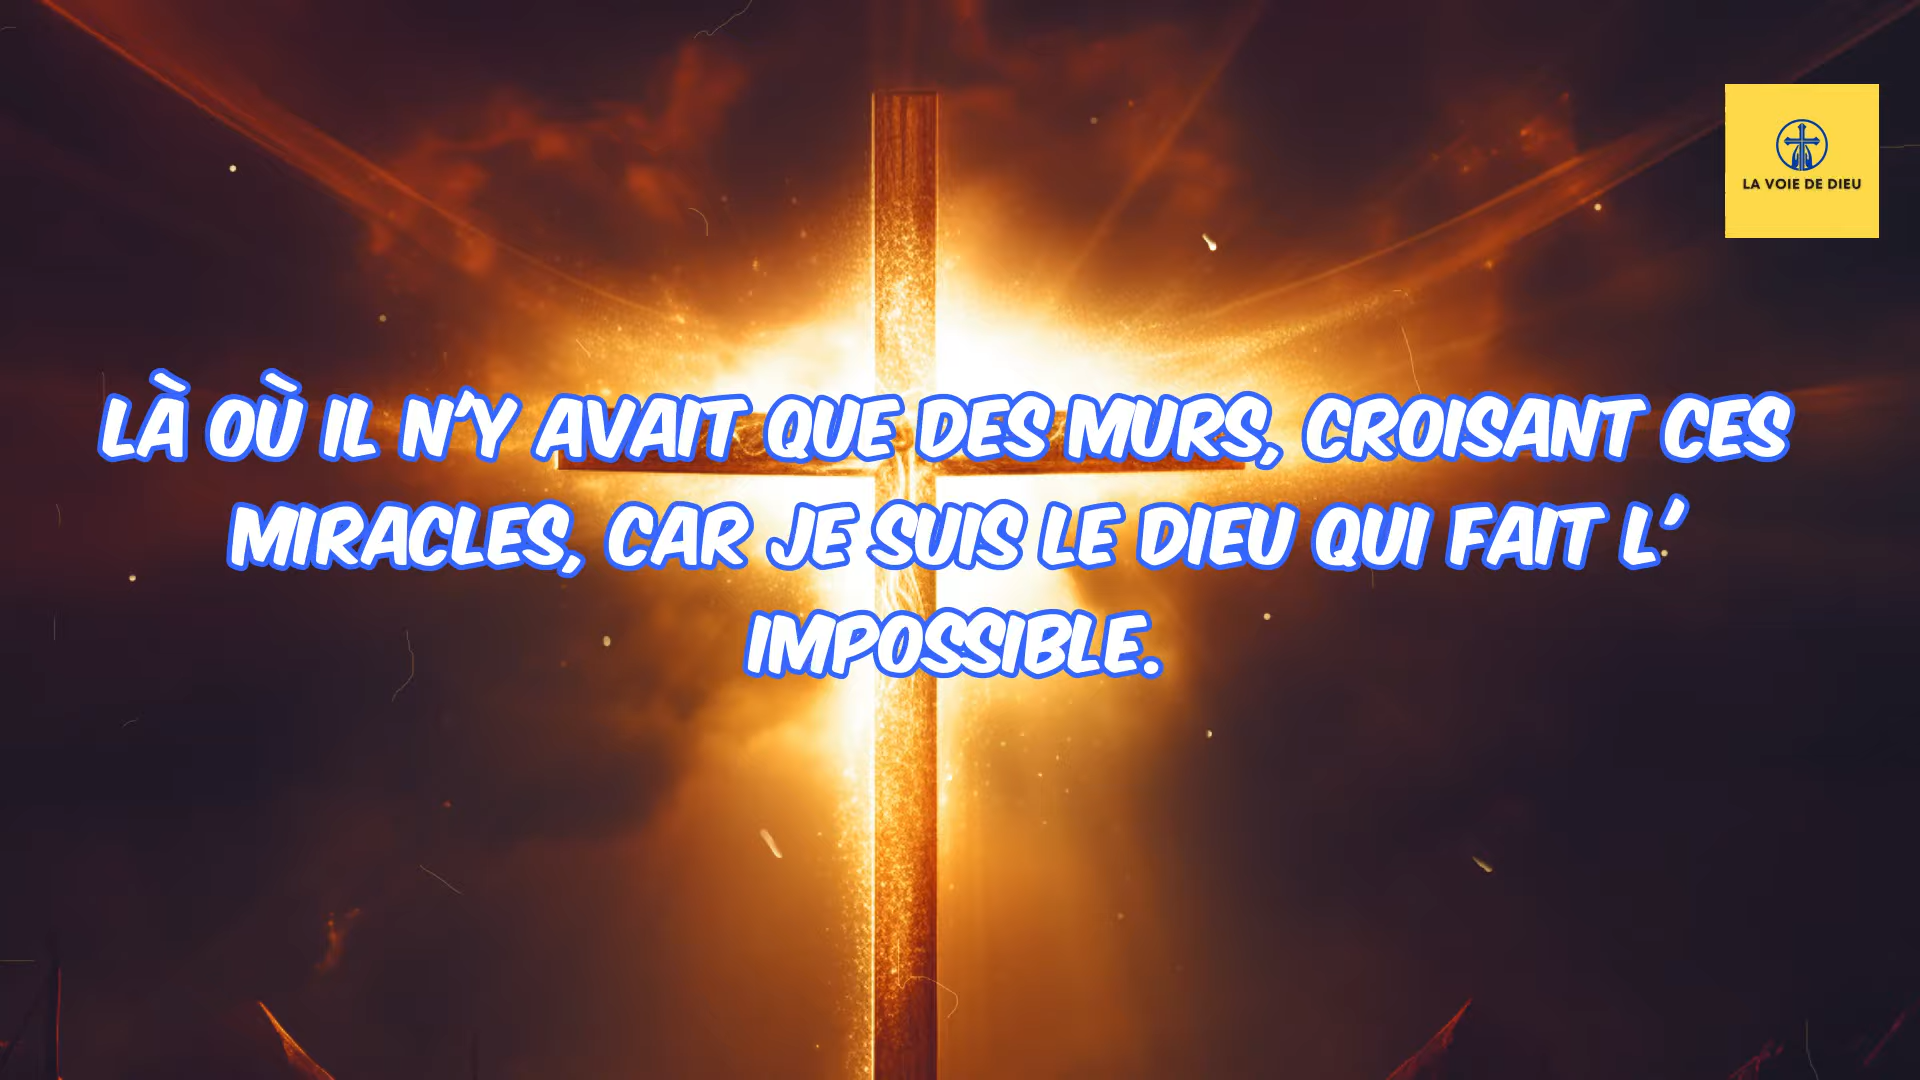 LA VOIE DE DIEU
LÀ OÙ IL N'Y AVAIT QUE DES MURS, CROISANT CES
MIRACLES, CAR JE SUIS LE DIEU QUI FAIT L'
IMPOSSIBLE.